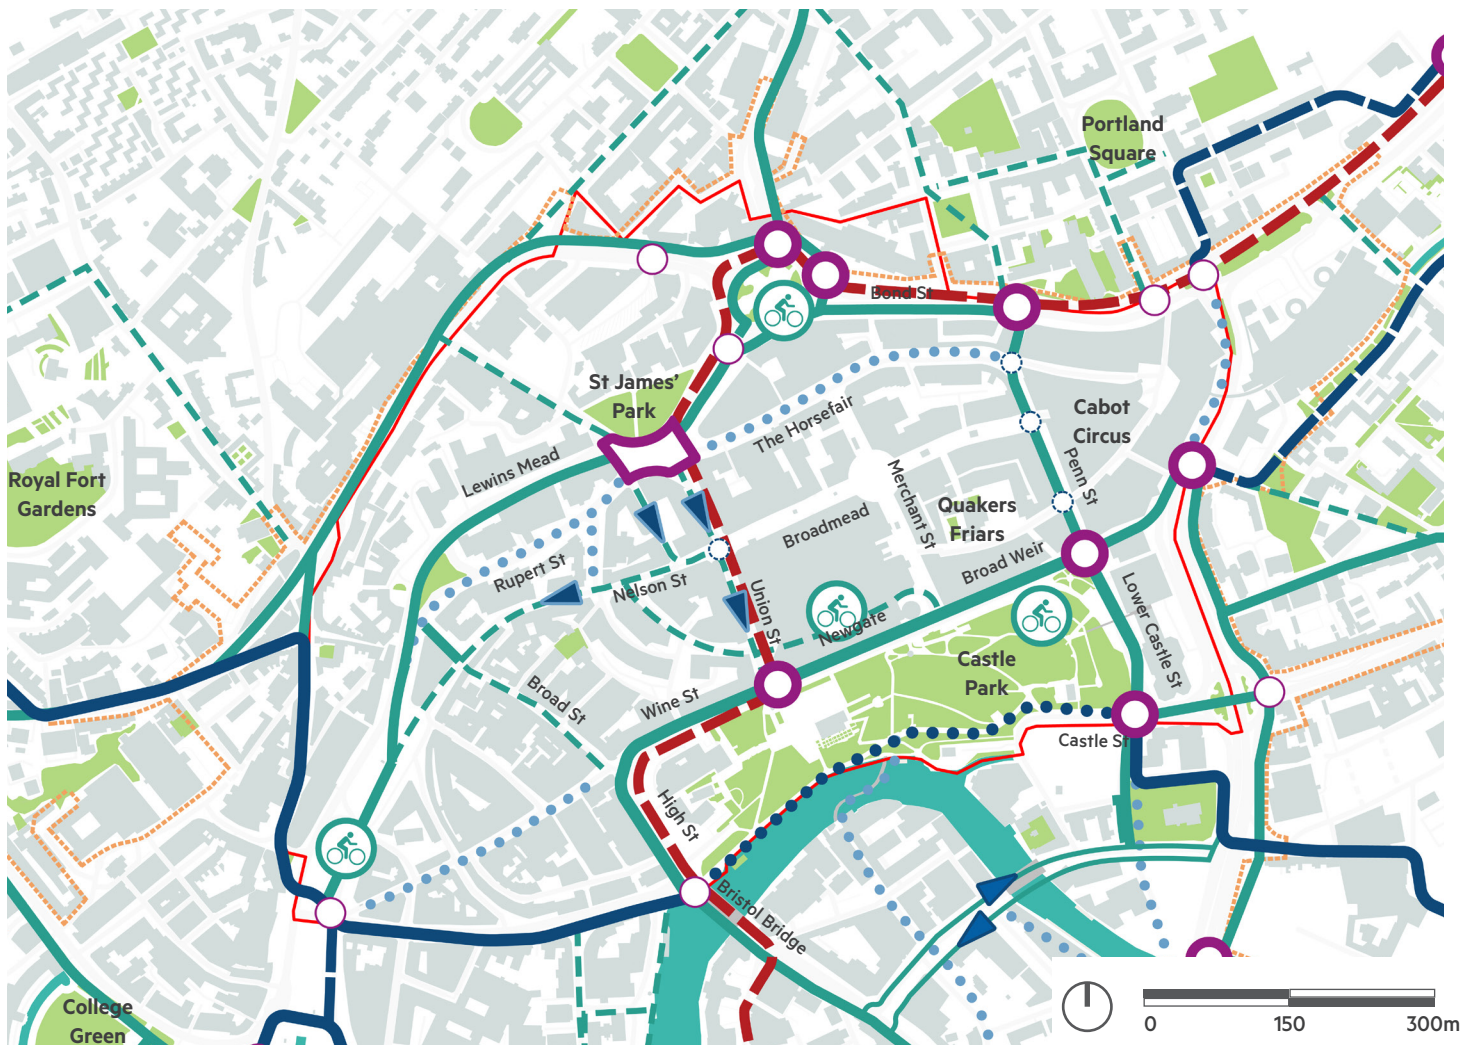 Portland
Square
Bond St
St James'
Park
The Horsefair
Cabot
Circus
Lewins Mead
Penn St
Royal Fort
Gardens
Merchant St
Quakers
Friars
Broadmead
Broad Weir
Rupert St
Nelson St
Union St
Newgate
Lower Castle St
Castle
Park
Broad St
Wine St
Castle St
High St
Bristol Bridge
College
Green
0 150 300m